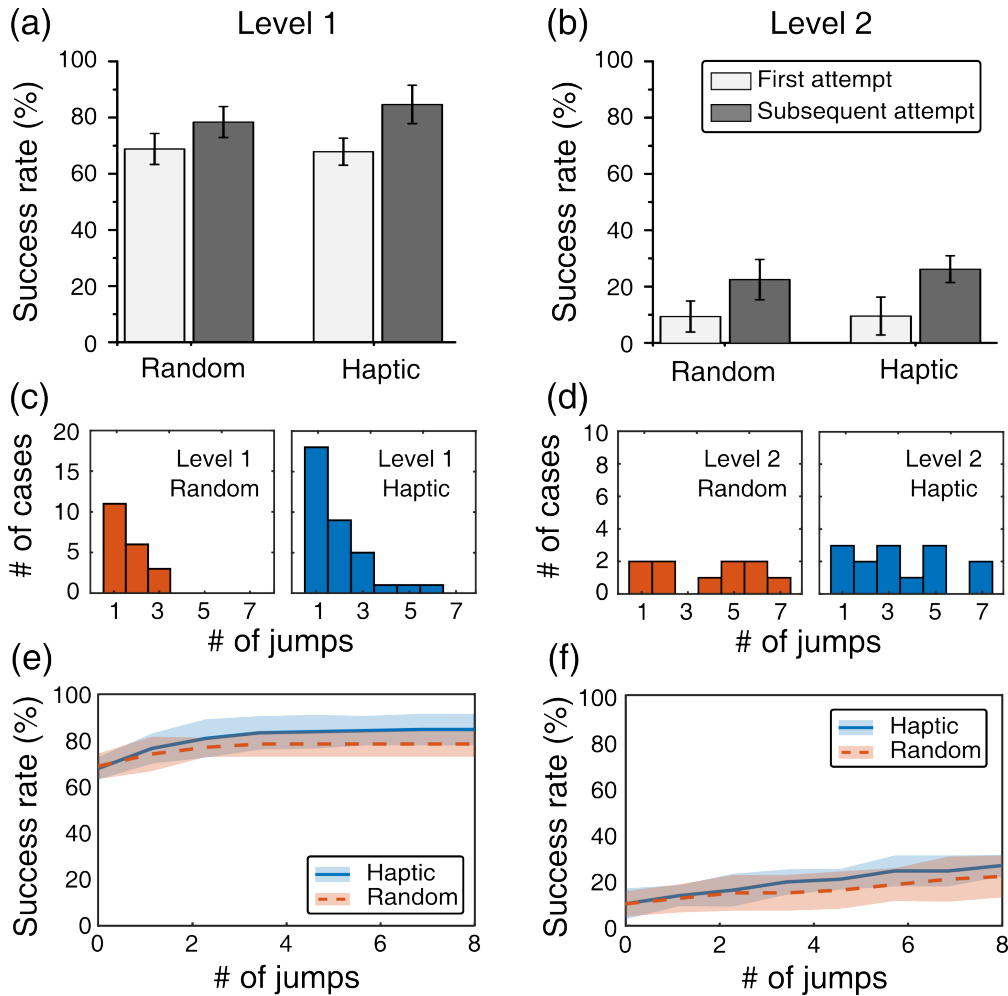 (a)
Level 1
Success rate (%)
100
80
60
40
20
0
Random
Haptic
(b)
Level 2
Success rate (%)
100
80
60
40
20
0
First attempt
Subsequent attempt
Random
Haptic
(c)
# of cases
20
15
10
5
0
Level 1
Random
1 3 5 7
Level 1
Haptic
1 3 5 7
# of jumps
(d)
# of cases
10
8
6
4
2
0
Level 2
Random
1 3 5 7
Level 2
Haptic
1 3 5 7
# of jumps
(e)
Success rate (%)
100
80
60
40
20
0
Haptic
Random
0 2 4 6 8
# of jumps
(f)
Success rate (%)
100
80
60
40
20
0
Haptic
Random
0 2 4 6 8
# of jumps